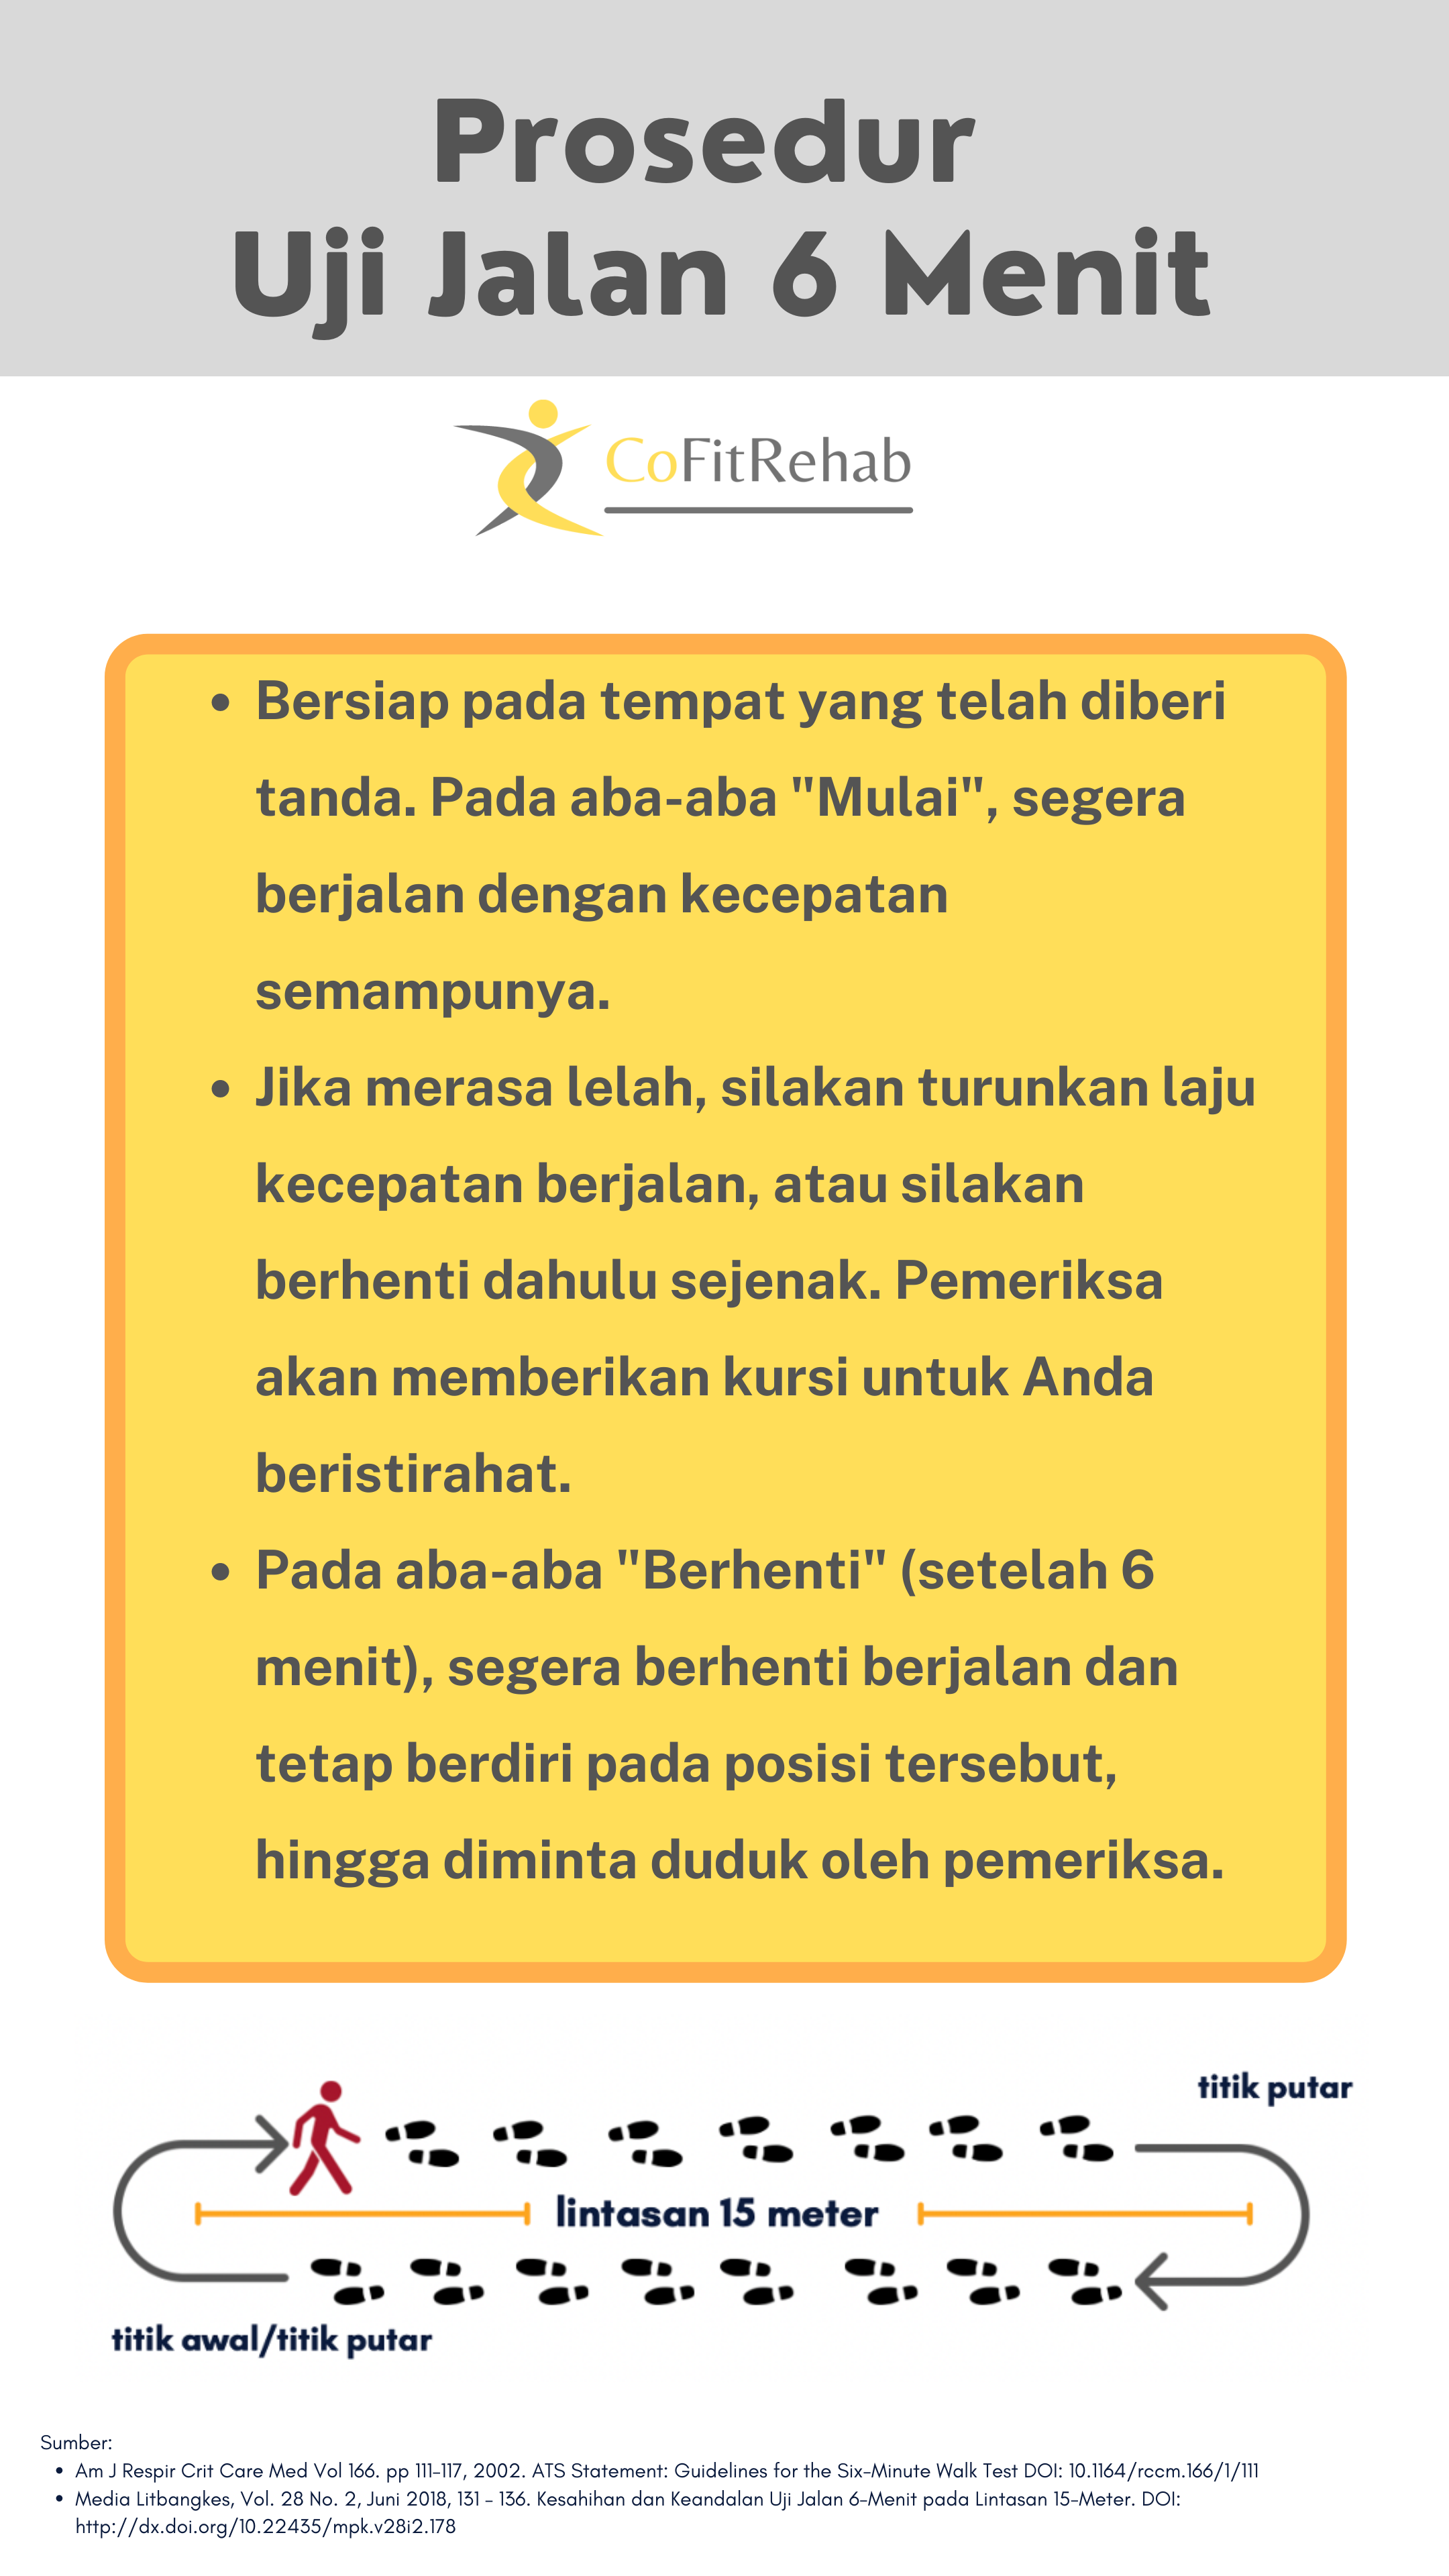 Prosedur
Uji Jalan 6 Menit
CoFitRehab
• Bersiap pada tempat yang telah diberi
tanda. Pada aba-aba "Mulai", segera
berjalan dengan kecepatan
semampunya.
• Jika merasa lelah, silakan turunkan laju
kecepatan berjalan, atau silakan
berhenti dahulu sejenak. Pemeriksa
akan memberikan kursi untuk Anda
beristirahat.
• Pada aba-aba "Berhenti" (setelah 6
menit), segera berhenti berjalan dan
tetap berdiri pada posisi tersebut,
hingga diminta duduk oleh pemeriksa.
titik putar
lintasan 15 meter
titik awal/titik putar
Sumber:
• Am J Respir Crit Care Med Vol 166. pp 111-117, 2002. ATS Statement: Guidelines for the Six-Minute Walk Test DOI: 10.1164/rccm.166/1/111
• Media Litbangkes, Vol. 28 No. 2, Juni 2018, 131 - 136. Kesahihan dan Keandalan Uji Jalan 6-Menit pada Lintasan 15-Meter. DOI:
http://dx.doi.org/10.22435/mpk.v28i2.178